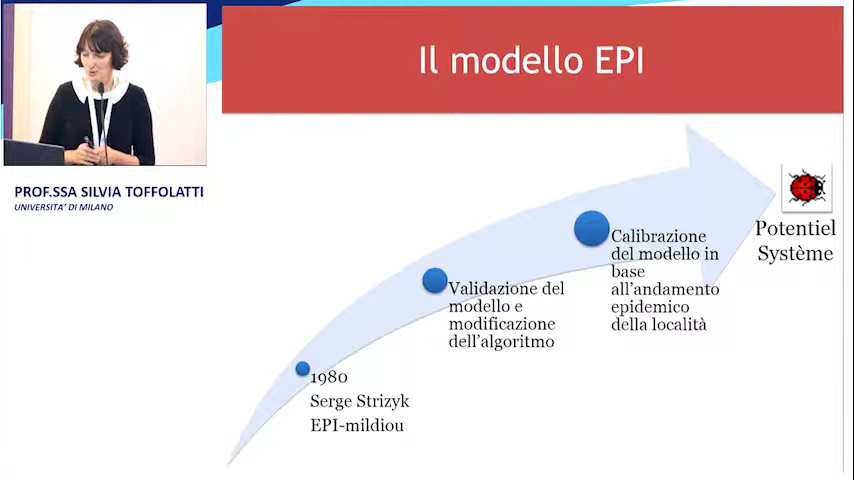 Il modello EPI
PROF.SSA SILVIA TOFFOLATTI
UNIVERSITA’ DI MILANO
1980
Serge Strizyk
EPI-mildiou
Validazione del
modello e
modificazione
dell’algoritmo
Calibrazione
del modello in
base
all’andamento
epidemico
della località
Potentiel
Système